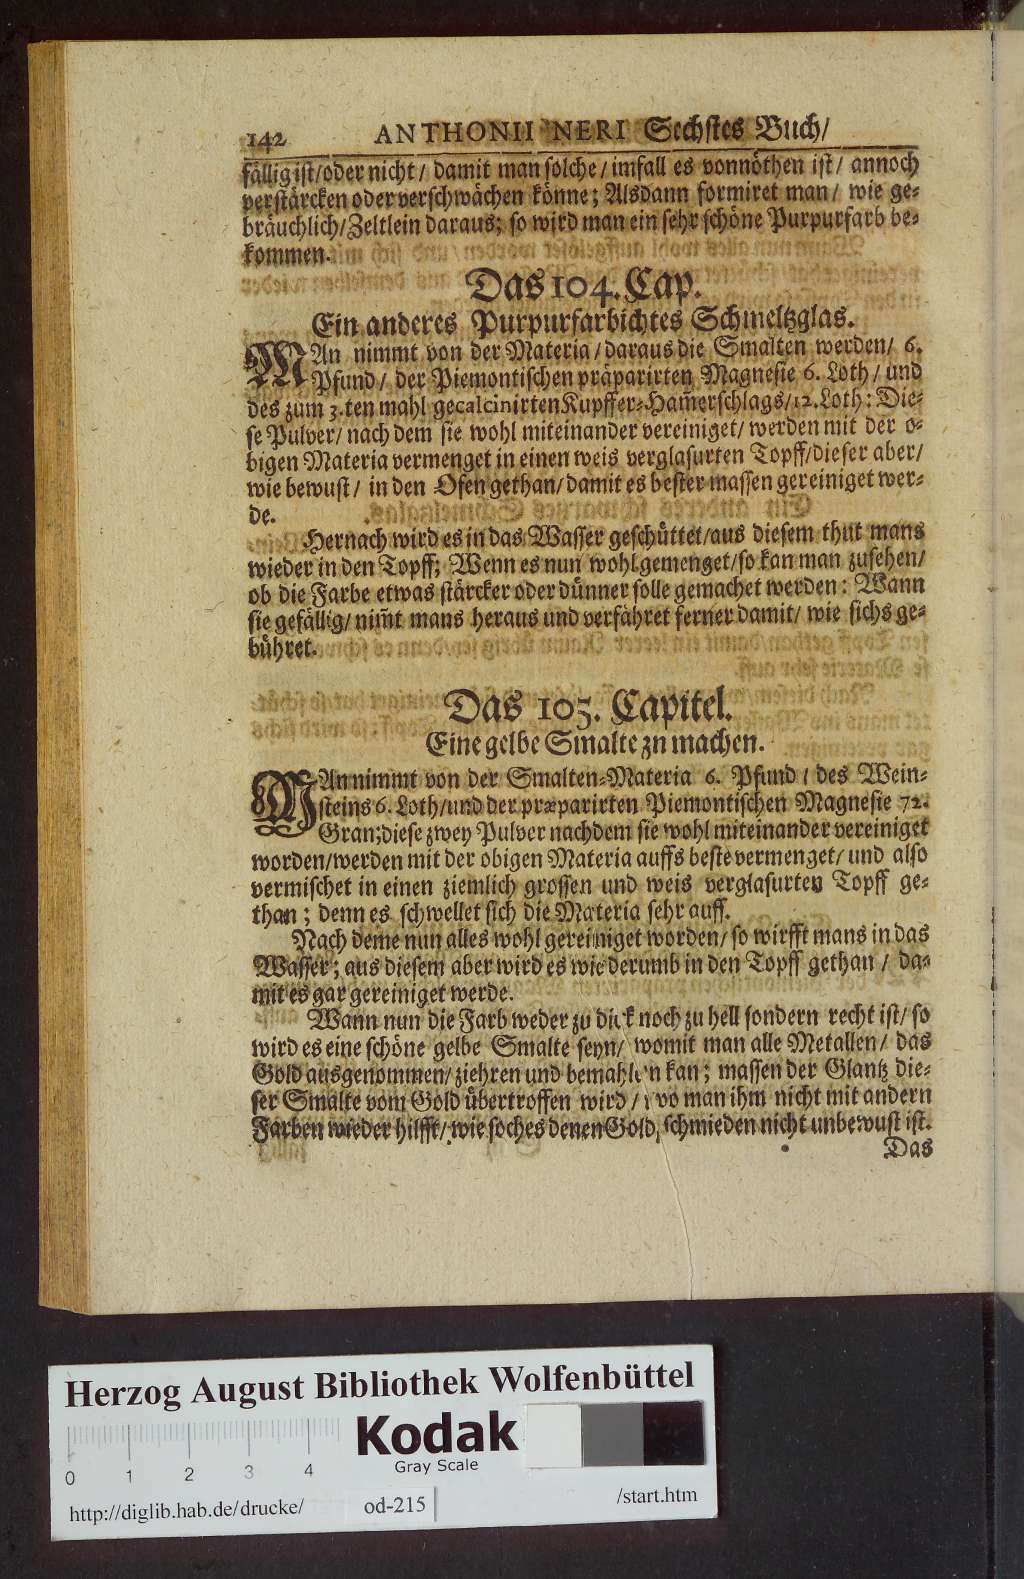 142 ANTHONII NERI Sechstes Buch/
fällig ist/oder nicht/ damit man solche/ imfall es vonnöthen ist/ annoch
verstärcken oder verschwächen könne; Alsdann formiret man/ wie ge-
bräuchlich/Zeltlein daraus; so wird man ein sehr schöne Purpurfarb be-
kommen.
Das 104. Cap.
Ein anderes Purpurfarbichtes Schmeltzglas.
MAn nimmt von der Materia/daraus die Smalten werden/ 6.
Pfund/ der Piemontischen präparirten Magnesie 6. Loth/ und
des zum 3.ten mahl gecalcinirten Kupffer-Ham̃erschlags/12.Loth: Die-
se Pulver/ nach dem sie wohl miteinander vereiniget/ werden mit der o-
bigen Materia vermenget in einen weis verglasurten Topff/dieser aber/
wie bewust/ in den Ofen gethan/damit es bester massen gereiniget wer-
de.
Hernach wird es in das Wasser geschüttet/aus diesem thut mans
wieder in den Topff; Wenn es nun wohl gemenget/so kan man zusehen/
ob die Farbe etwas stärcker oder dünner solle gemachet werden: Wann
sie gefällig/ nim̃t mans heraus und verfähret ferner damit/ wie sichs ge-
bühret.
Das 105. Capitel.
Eine gelbe Smalte zu machen.
MAn nimmt von der Smalten-Materia 6. Pfund/ des Wein-
steins 6. Loth/und der præparirten Piemontischen Magnesie 72.
Gran; diese zwey Pulver nachdem sie wohl miteinander vereiniget
worden/werden mit der obigen Materia auffs beste vermenget/ und also
vermischet in einen ziemlich grossen und weis verglasurten Topff ge-
than; denn es schwellet sich die Materia sehr auff.
Nach deme nun alles wohl gereiniget worden/ so wirfft mans in das
Wasser; aus diesem aber wird es wiederumb in den Topff gethan/ da-
mit es gar gereiniget werde.
Wann nun die Farb weder zu dick noch zu hell sondern recht ist/ so
wird es eine schöne gelbe Smalte seyn/ womit man alle Metallen/ das
Gold ausgenommen/ziehren und bemahlen kan; massen der Glantz die-
ser Smalte vom Gold übertroffen wird/ wo man ihm nicht mit andern
Farben wieder hilfft/wie soches denen Goldschmieden nicht unbewust ist.
Das
Herzog August Bibliothek Wolfenbüttel
Kodak
Gray Scale
0 1 2 3 4
http://diglib.hab.de/drucke/ od-215 /start.htm